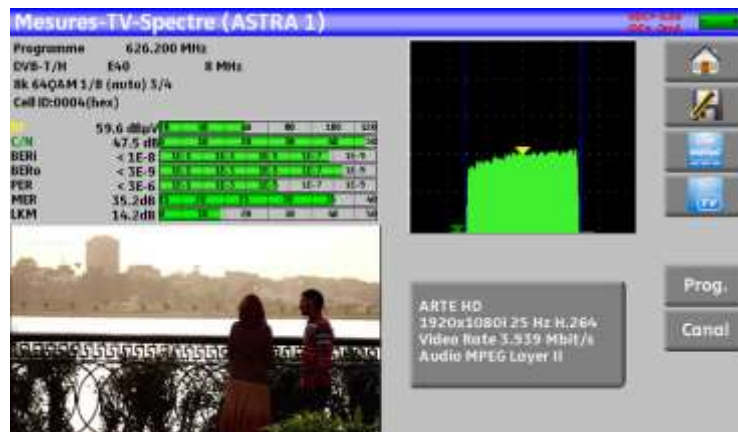 Mesures-TV-Spectre (ASTRA 1)
Programme 626.200 MHz
DVB-T/H E40 8 MHz
8k 64QAM 1/8 (auto) 3/4
Cell ID:0004(hex)
59.6 dBµV
C/N 47.5 dB
BERi < 1E-8
BERo < 3E-9
PER < 3E-6
MER 35.2dB
LKM 14.2dB
ARTE HD
1920x1080i 25 Hz H.264
Video Rate 3.939 Mbit/s
Audio MPEG Layer II
TV
Prog.
Canal